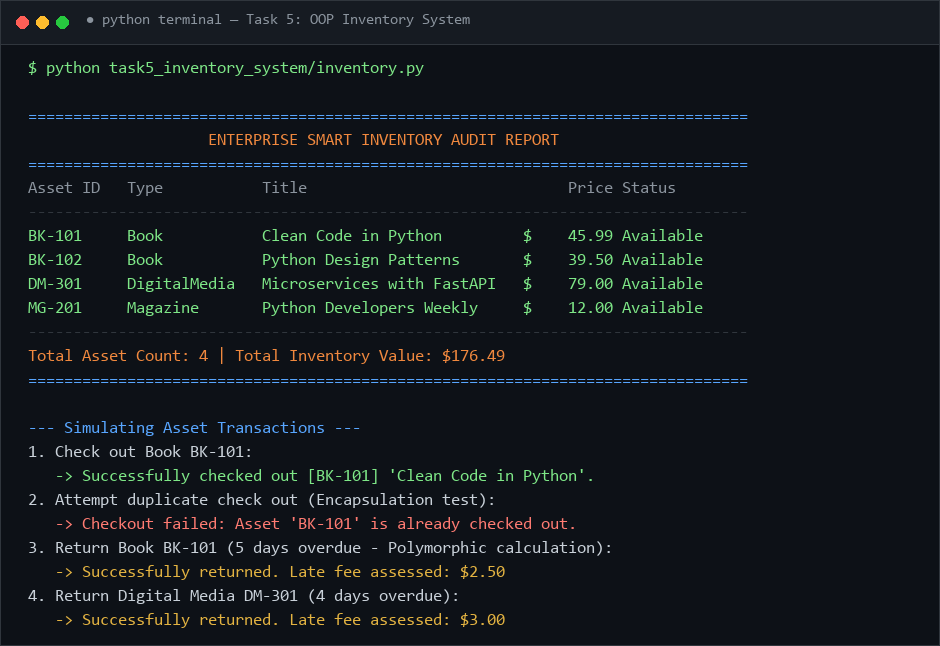 ● python terminal — Task 5: OOP Inventory System
$ python task5_inventory_system/inventory.py
================================================================================
ENTERPRISE SMART INVENTORY AUDIT REPORT
================================================================================
Asset ID   Type           Title                             Price Status
--------------------------------------------------------------------------------
BK-101     Book           Clean Code in Python         $    45.99 Available
BK-102     Book           Python Design Patterns       $    39.50 Available
DM-301     DigitalMedia   Microservices with FastAPI   $    79.00 Available
MG-201     Magazine       Python Developers Weekly     $    12.00 Available
--------------------------------------------------------------------------------
Total Asset Count: 4 | Total Inventory Value: $176.49
================================================================================
--- Simulating Asset Transactions ---
1. Check out Book BK-101:
   -> Successfully checked out [BK-101] 'Clean Code in Python'.
2. Attempt duplicate check out (Encapsulation test):
   -> Checkout failed: Asset 'BK-101' is already checked out.
3. Return Book BK-101 (5 days overdue - Polymorphic calculation):
   -> Successfully returned. Late fee assessed: $2.50
4. Return Digital Media DM-301 (4 days overdue):
   -> Successfully returned. Late fee assessed: $3.00